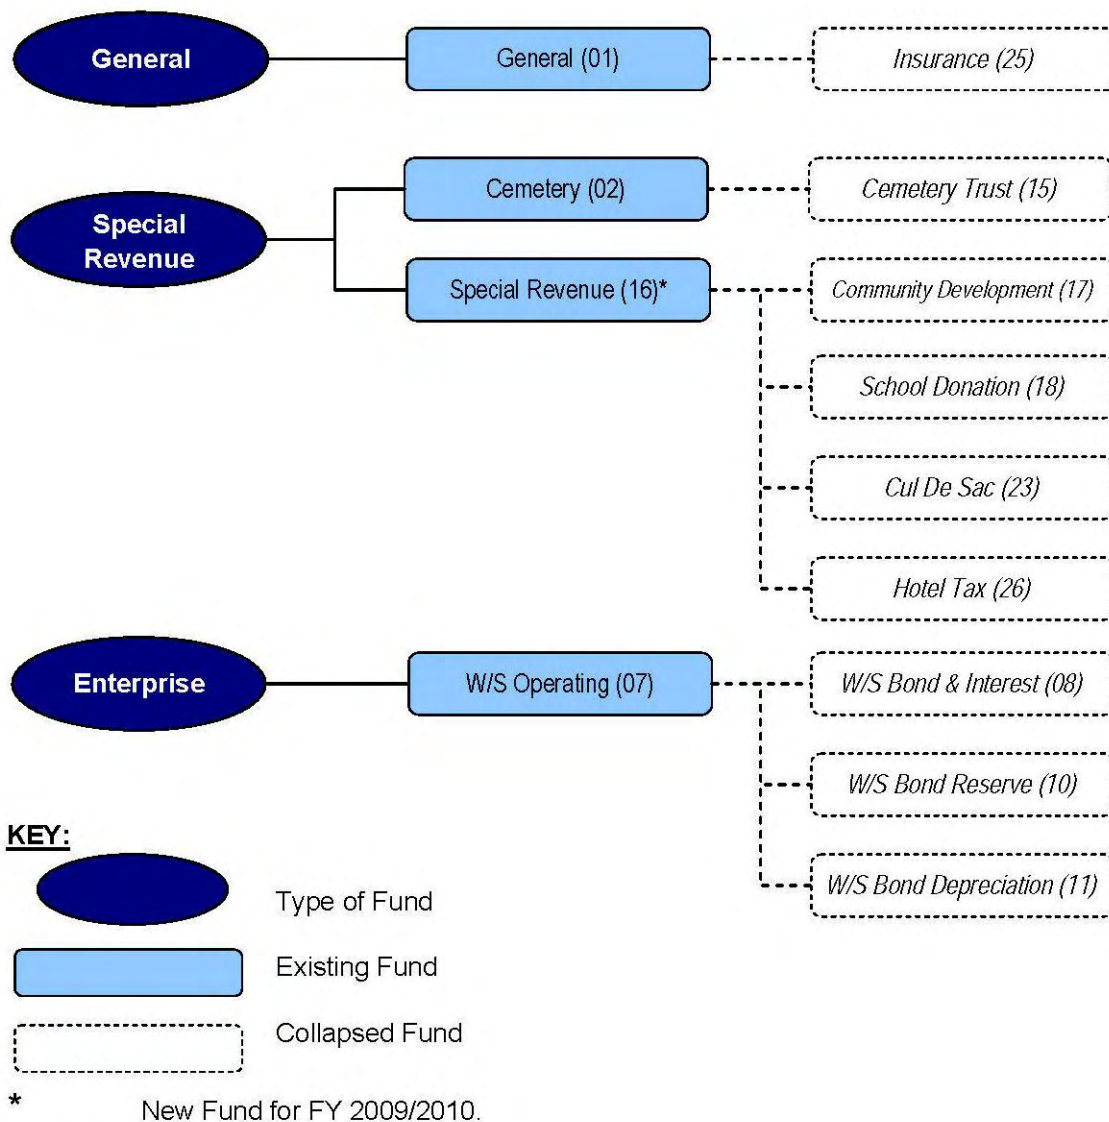 General
General (01)
Insurance (25)
Special
Revenue
Cemetery (02)
Cemetery Trust (15)
Special Revenue (16)*
Community Development (17)
School Donation (18)
Cul De Sac (23)
Hotel Tax (26)
Enterprise
W/S Operating (07)
W/S Bond & Interest (08)
W/S Bond Reserve (10)
W/S Bond Depreciation (11)
KEY:
Type of Fund
Existing Fund
Collapsed Fund
* New Fund for FY 2009/2010.